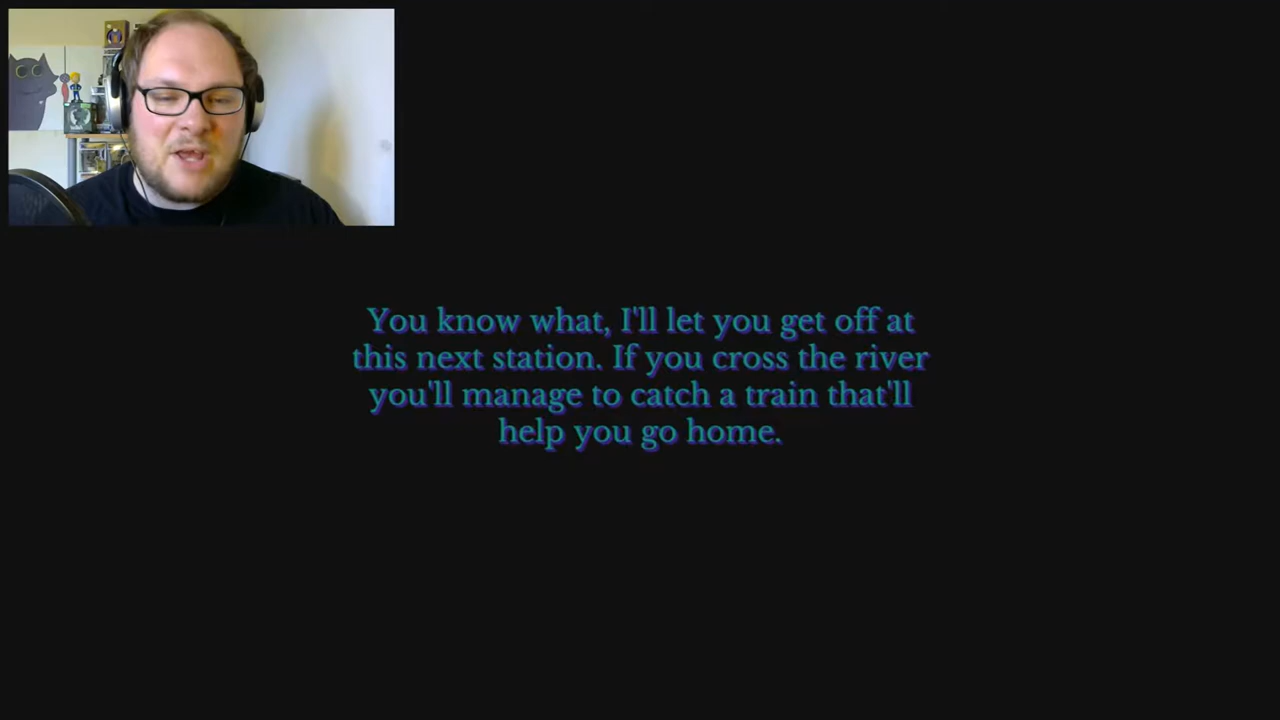 You know what, I'll let you get off at
this next station. If you cross the river
you'll manage to catch a train that'll
help you go home.